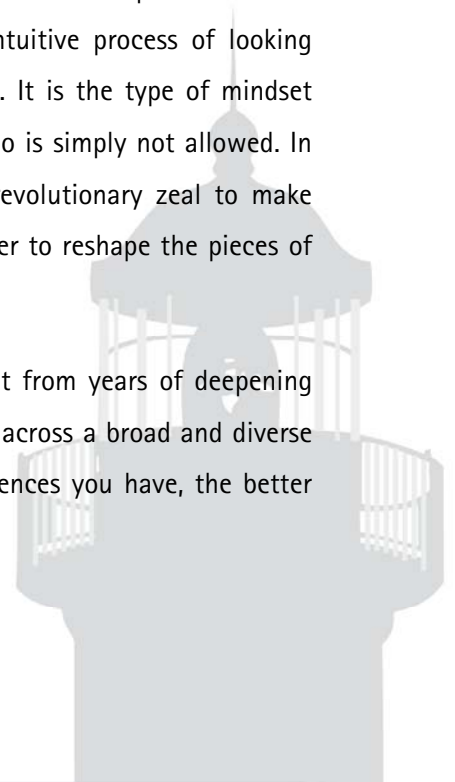 ntuitive process of looking
. It is the type of mindset
o is simply not allowed. In
evolutionary zeal to make
er to reshape the pieces of
t from years of deepening
across a broad and diverse
ences you have, the better